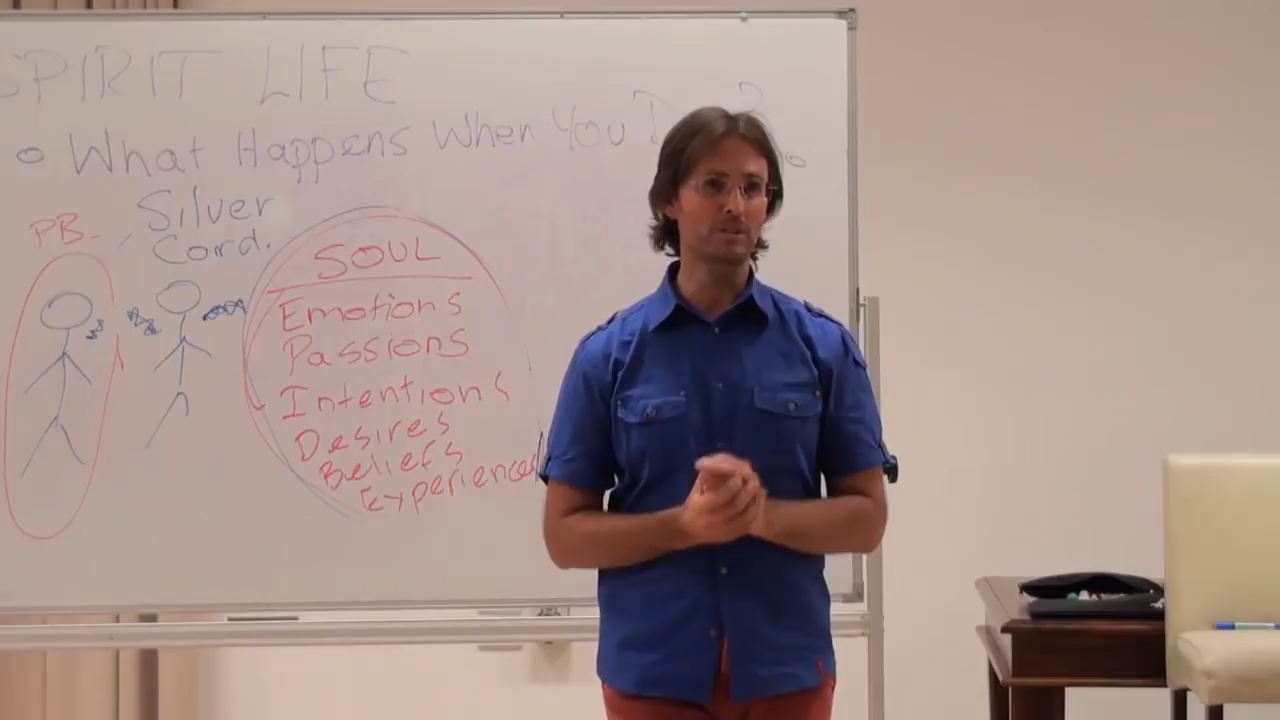 SPIRIT LIFE
What Happens When You
Silver
PB
Cord.
SOUL
Emotions
Passions
Intentions
Desires
Beliefs
Experiences